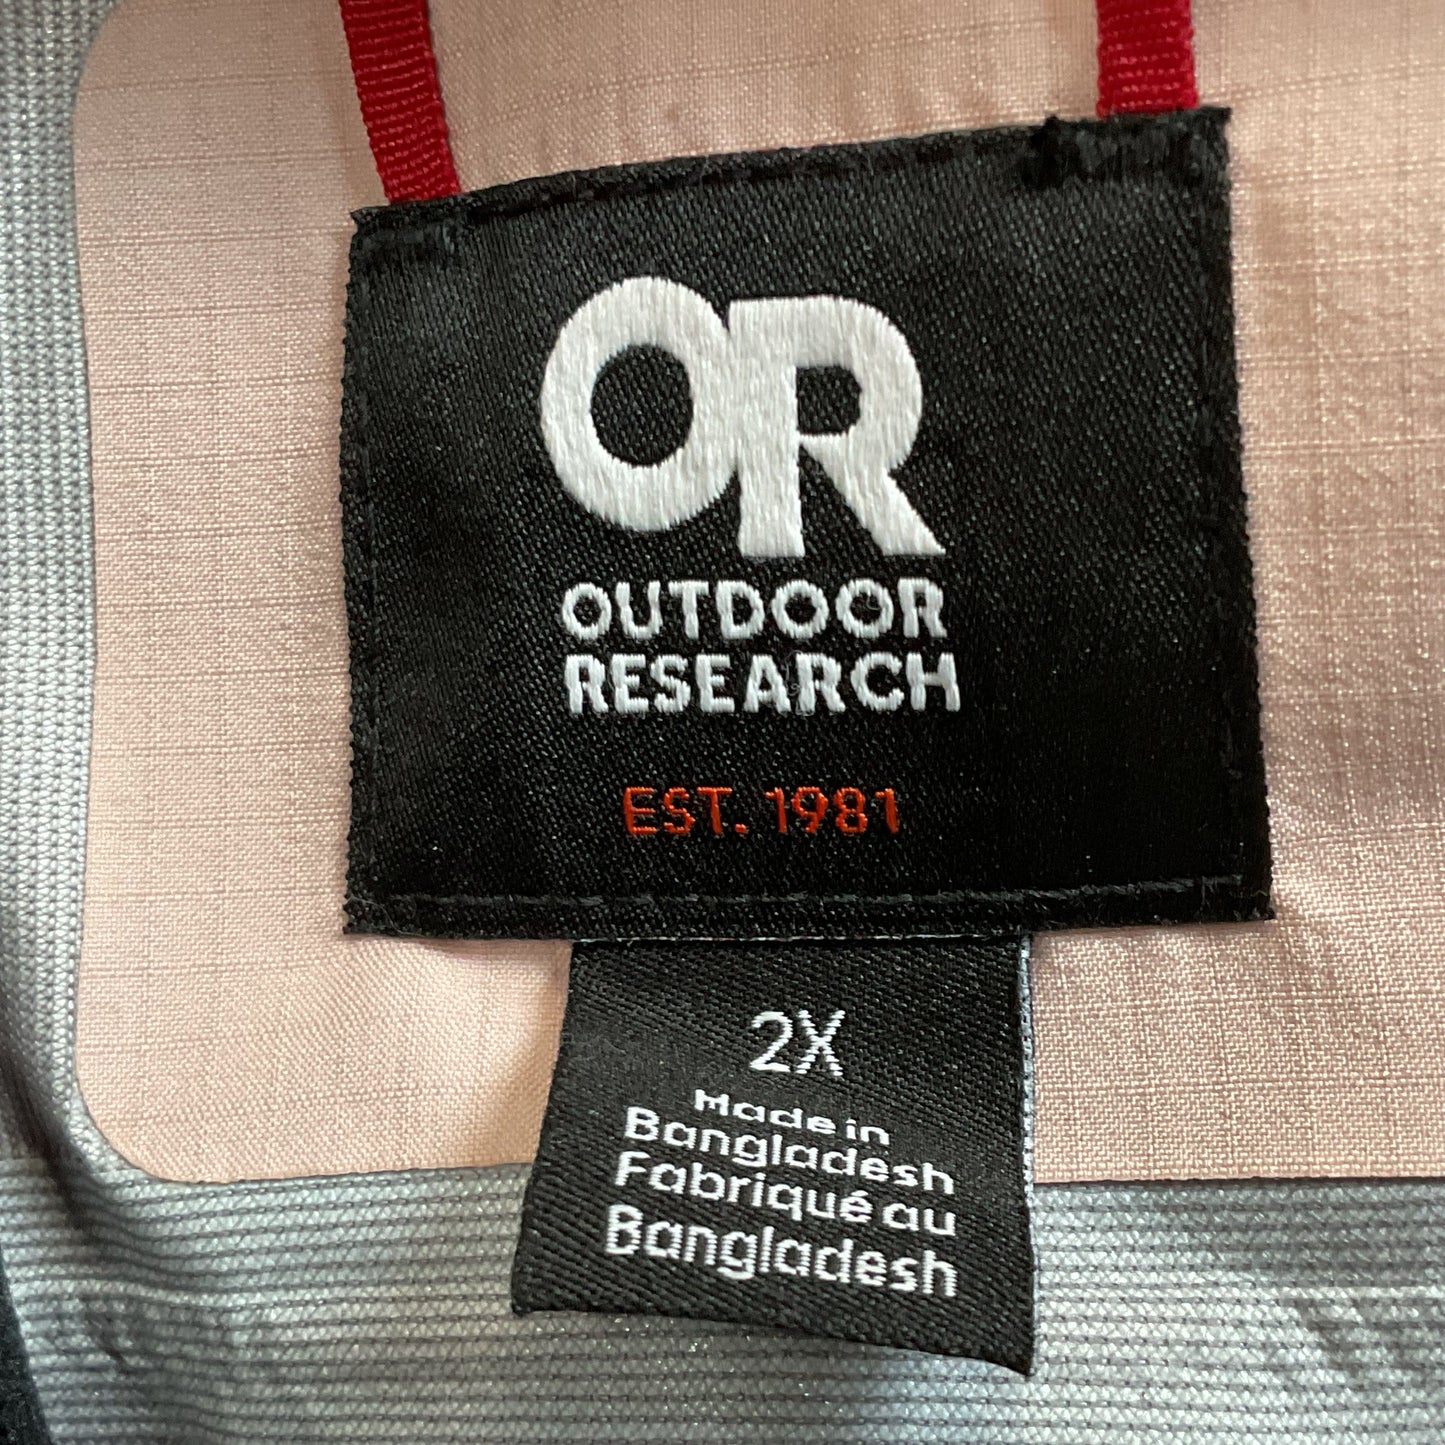 OR
OUTDOOR
RESEARCH
EST. 1981
2X
Made in
Bangladesh
Fabriqué au
Bangladesh